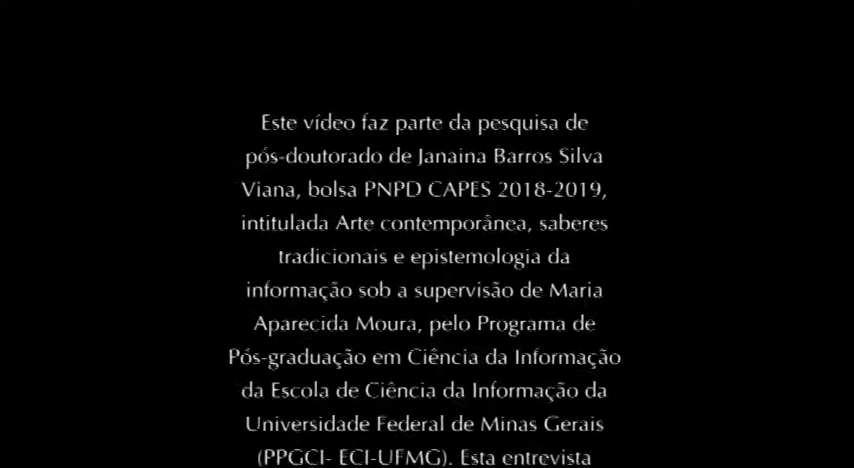 Este vídeo faz parte da pesquisa de
pós-doutorado de Janaina Barros Silva
Viana, bolsa PNPD CAPES 2018-2019,
intitulada Arte contemporânea, saberes
tradicionais e epistemologia da
informação sob a supervisão de Maria
Aparecida Moura, pelo Programa de
Pós-graduação em Ciência da Informação
da Escola de Ciência da Informação da
Universidade Federal de Minas Gerais
(PPGCI- ECI-UFMG). Esta entrevista